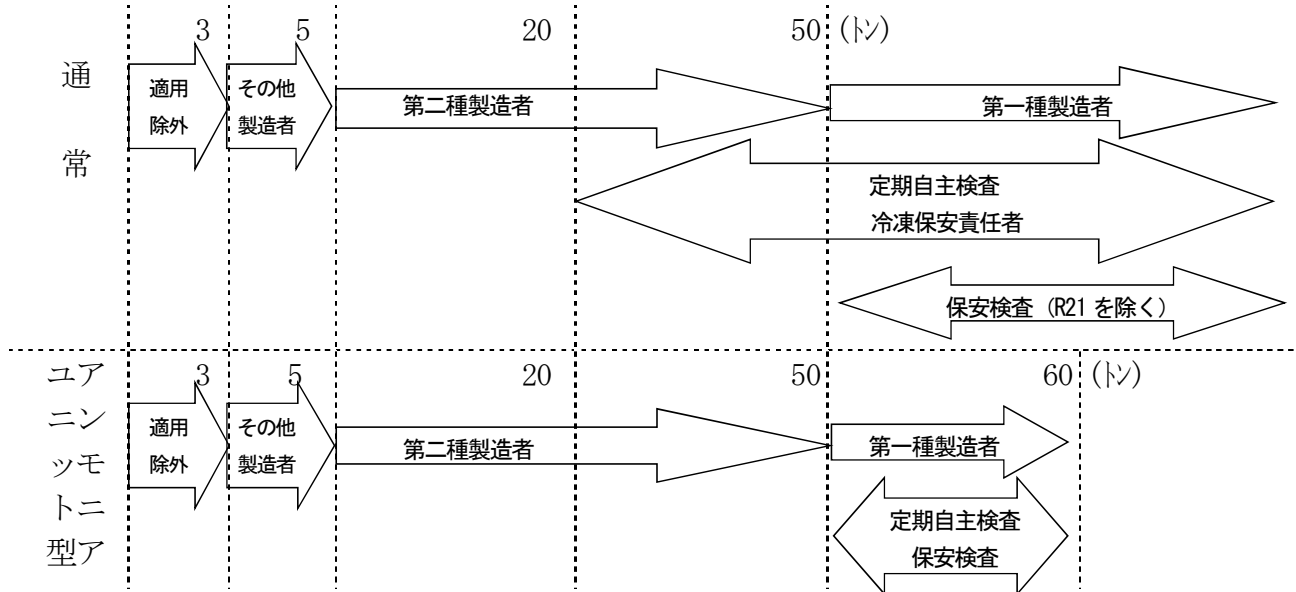 3 5 20 50 (トン)
通常
適用
除外
その他
製造者
第二種製造者
第一種製造者
定期自主検査
冷凍保安責任者
保安検査（R21 を除く）
3 5 20 50 60 (トン)
アンモニア
ユニット型
適用
除外
その他
製造者
第二種製造者
第一種製造者
定期自主検査
保安検査